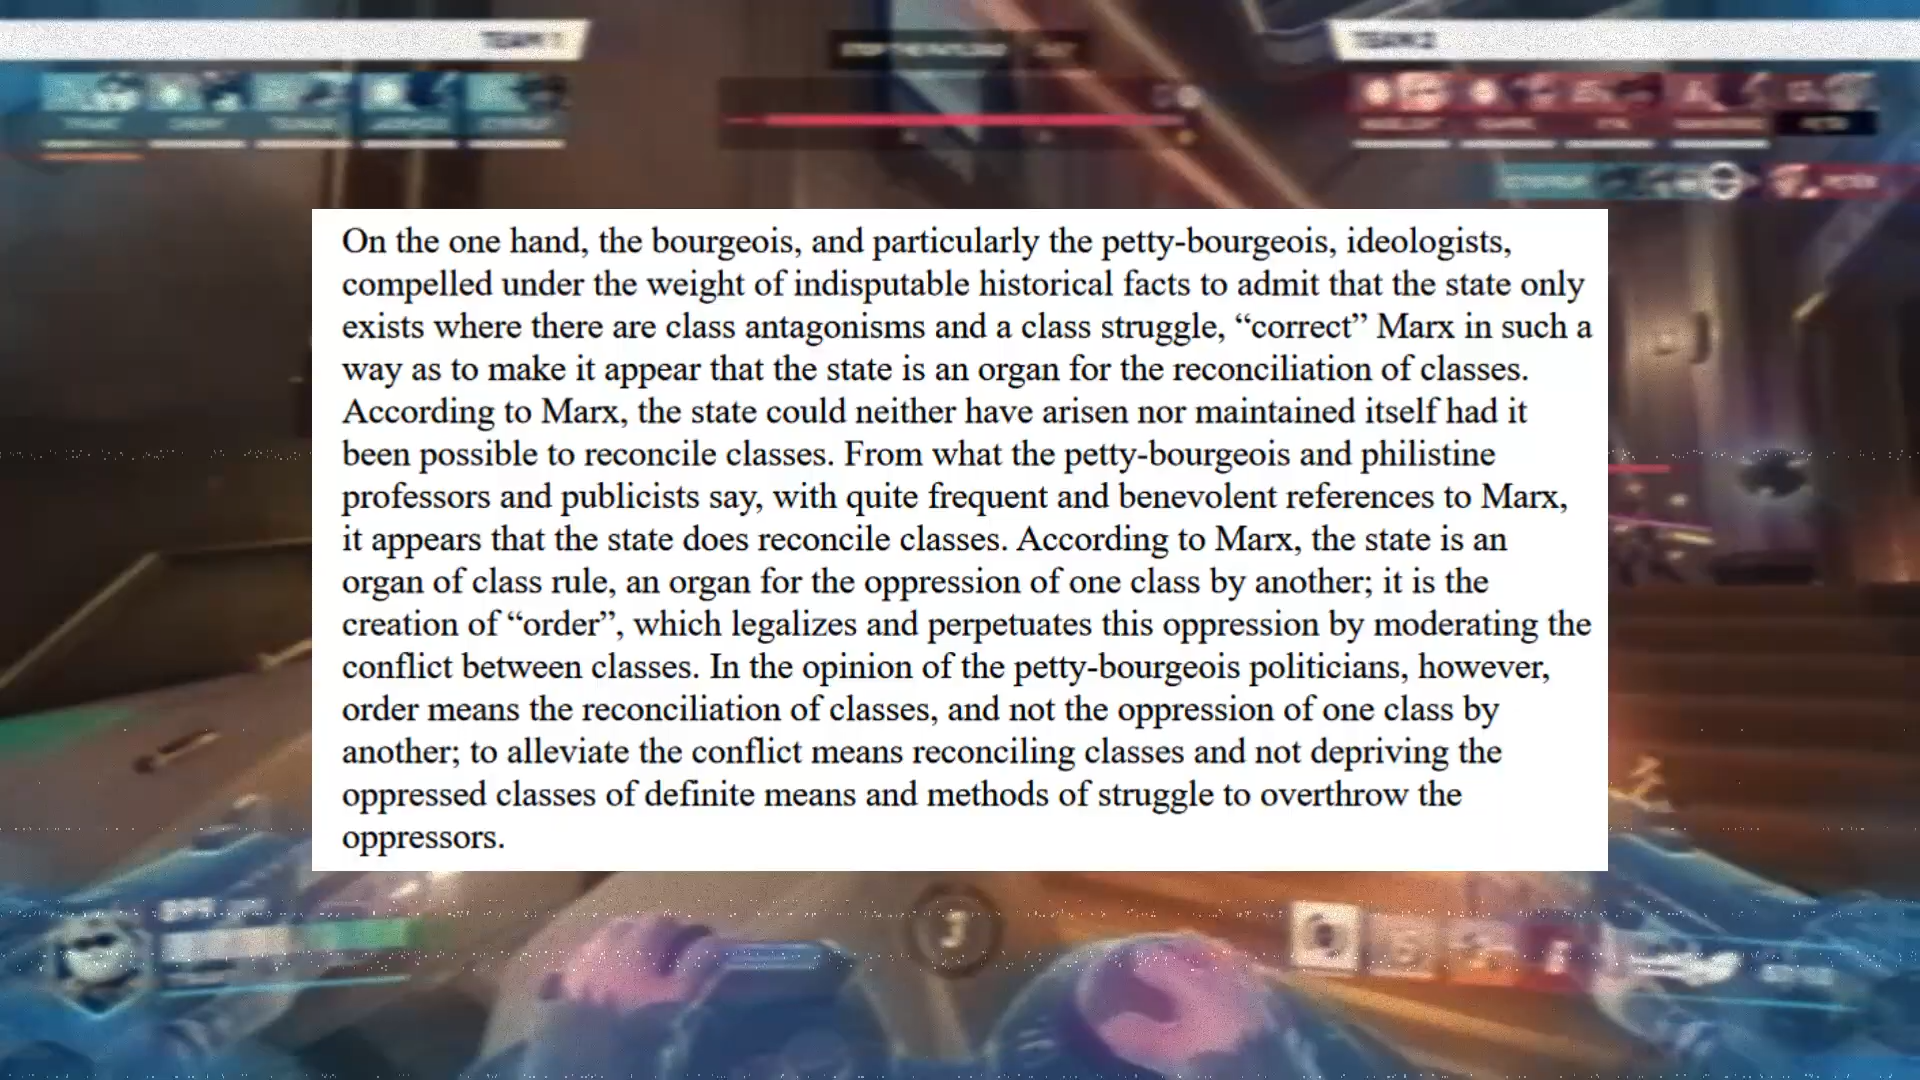 TEAM 1
TEAM 2
On the one hand, the bourgeois, and particularly the petty-bourgeois, ideologists,
compelled under the weight of indisputable historical facts to admit that the state only
exists where there are class antagonisms and a class struggle, “correct” Marx in such a
way as to make it appear that the state is an organ for the reconciliation of classes.
According to Marx, the state could neither have arisen nor maintained itself had it
been possible to reconcile classes. From what the petty-bourgeois and philistine
professors and publicists say, with quite frequent and benevolent references to Marx,
it appears that the state does reconcile classes. According to Marx, the state is an
organ of class rule, an organ for the oppression of one class by another; it is the
creation of “order”, which legalizes and perpetuates this oppression by moderating the
conflict between classes. In the opinion of the petty-bourgeois politicians, however,
order means the reconciliation of classes, and not the oppression of one class by
another; to alleviate the conflict means reconciling classes and not depriving the
oppressed classes of definite means and methods of struggle to overthrow the
oppressors.
3